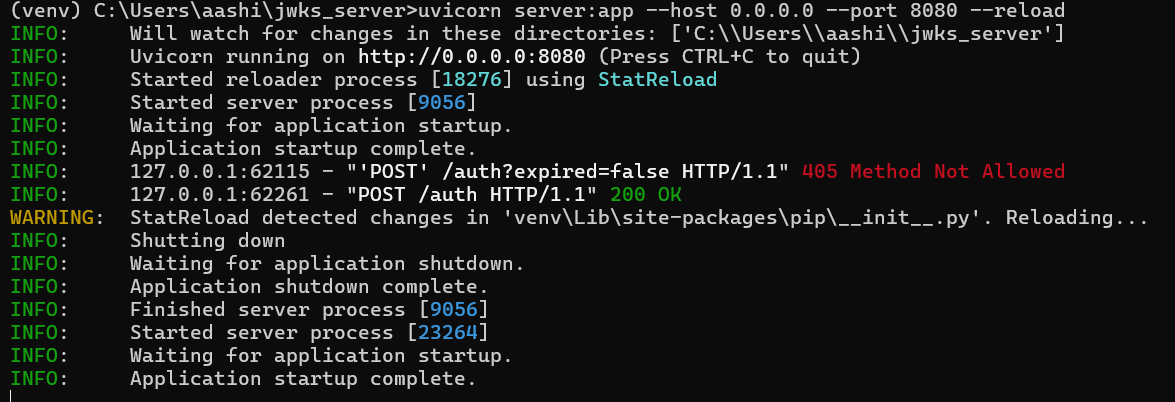 (venv) C:\Users\aashi\jwks_server>uvicorn server:app --host 0.0.0.0 --port 8080 --reload
INFO:     Will watch for changes in these directories: ['C:\\Users\\aashi\\jwks_server']
INFO:     Uvicorn running on http://0.0.0.0:8080 (Press CTRL+C to quit)
INFO:     Started reloader process [18276] using StatReload
INFO:     Started server process [9056]
INFO:     Waiting for application startup.
INFO:     Application startup complete.
INFO:     127.0.0.1:62115 - "'POST' /auth?expired=false HTTP/1.1" 405 Method Not Allowed
INFO:     127.0.0.1:62261 - "POST /auth HTTP/1.1" 200 OK
WARNING:  StatReload detected changes in 'venv\Lib\site-packages\pip\__init__.py'. Reloading...
INFO:     Shutting down
INFO:     Waiting for application shutdown.
INFO:     Application shutdown complete.
INFO:     Finished server process [9056]
INFO:     Started server process [23264]
INFO:     Waiting for application startup.
INFO:     Application startup complete.